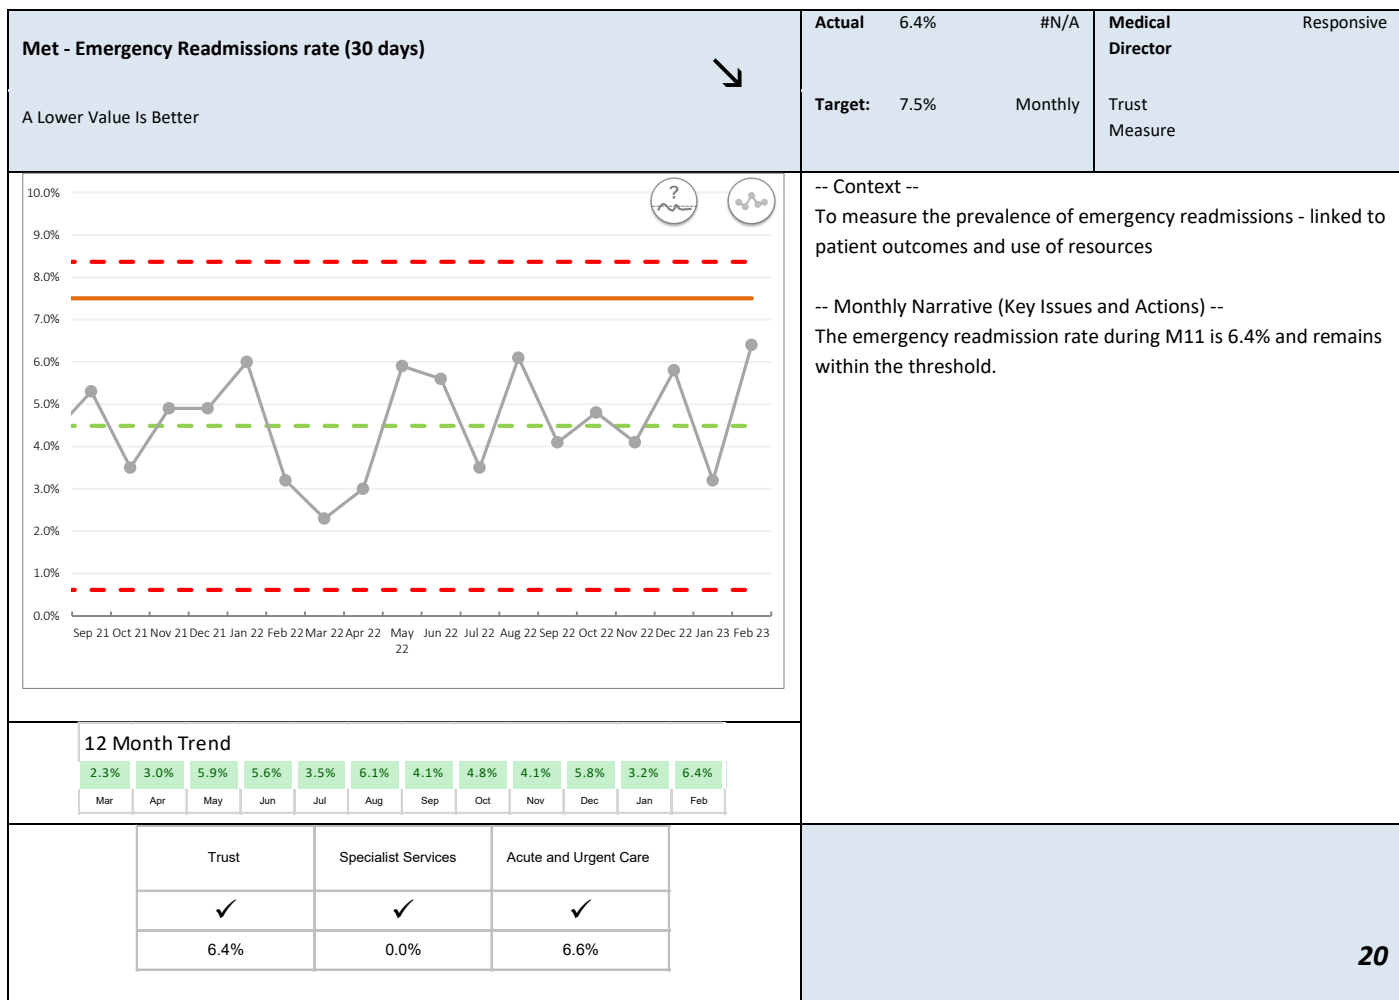 Met - Emergency Readmissions rate (30 days)
A Lower Value Is Better
Actual 6.4% #N/A
Target: 7.5% Monthly
Medical
Director
Responsive
Trust
Measure
10.0%
9.0%
8.0%
7.0%
6.0%
5.0%
4.0%
3.0%
2.0%
1.0%
0.0%
?
Sep 21 Oct 21 Nov 21 Dec 21 Jan 22 Feb 22 Mar 22 Apr 22 May 22 Jun 22 Jul 22 Aug 22 Sep 22 Oct 22 Nov 22 Dec 22 Jan 23 Feb 23
-- Context --
To measure the prevalence of emergency readmissions - linked to
patient outcomes and use of resources
-- Monthly Narrative (Key Issues and Actions) --
The emergency readmission rate during M11 is 6.4% and remains
within the threshold.
12 Month Trend
2.3% 3.0% 5.9% 5.6% 3.5% 6.1% 4.1% 4.8% 4.1% 5.8% 3.2% 6.4%
Mar Apr May Jun Jul Aug Sep Oct Nov Dec Jan Feb
Trust Specialist Services Acute and Urgent Care
✓ ✓ ✓
6.4% 0.0% 6.6%
20